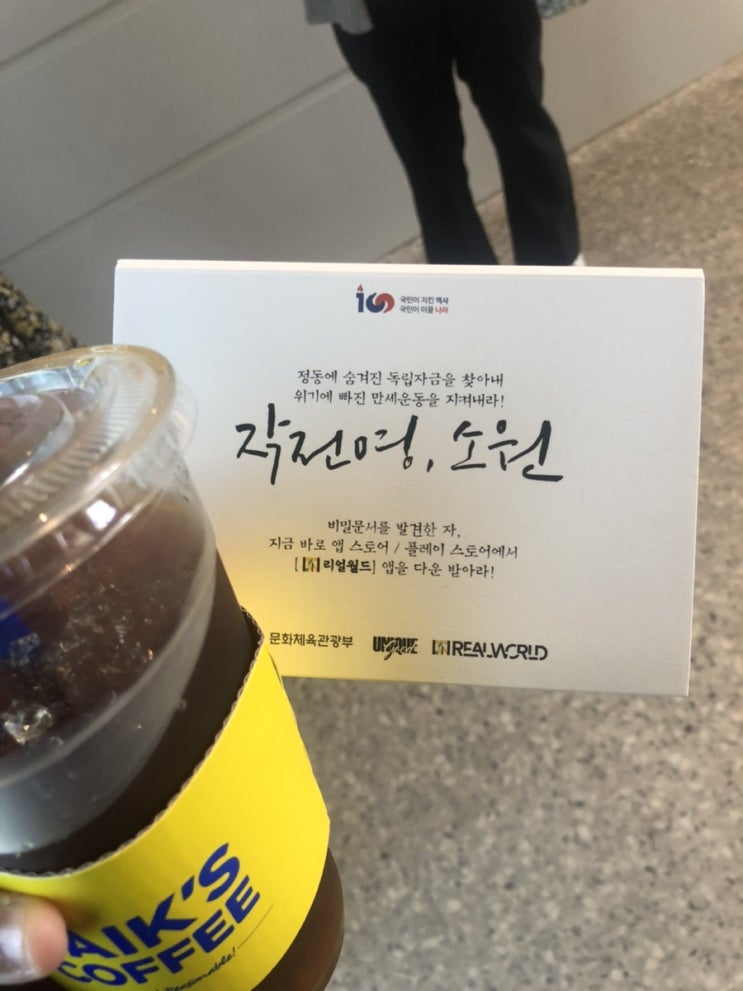 100 국민이 지킨 역사
국민이 이끌 나라
정동에 숨겨진 독립자금을 찾아내
위기에 빠진 만세운동을 지켜내라!
작전명, 소원
비밀문서를 발견한 자,
지금 바로 앱 스토어 / 플레이 스토어에서
[리얼월드] 앱을 다운 받아라!
문화체육관광부 UNIQUE REALWORLD
AIK'S
COFFEE
Reasonable!